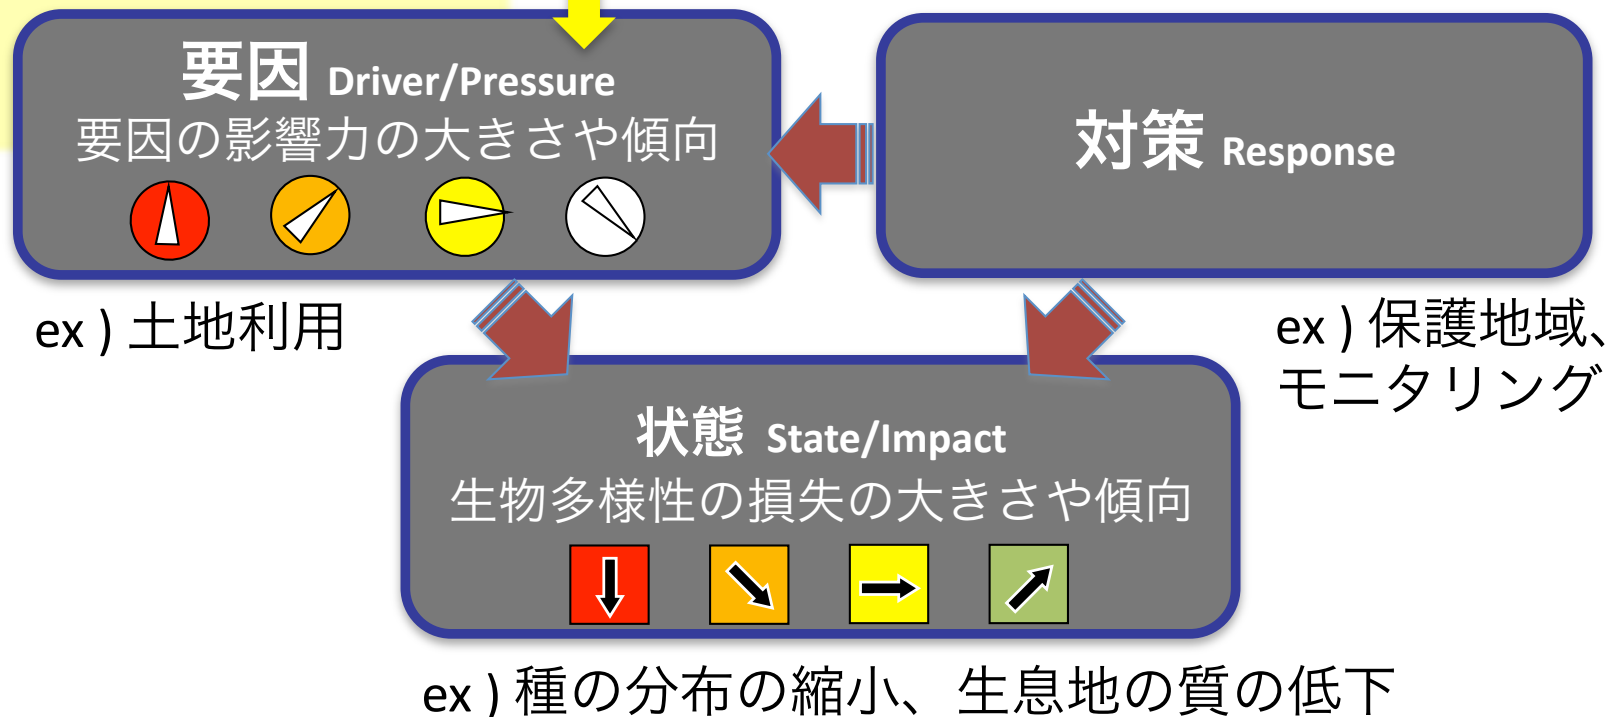 要因 Driver/Pressure
要因の影響力の大きさや傾向
対策 Response
ex ) 土地利用
ex ) 保護地域、
モニタリング
状態 State/Impact
生物多様性の損失の大きさや傾向
ex ) 種の分布の縮小、生息地の質の低下